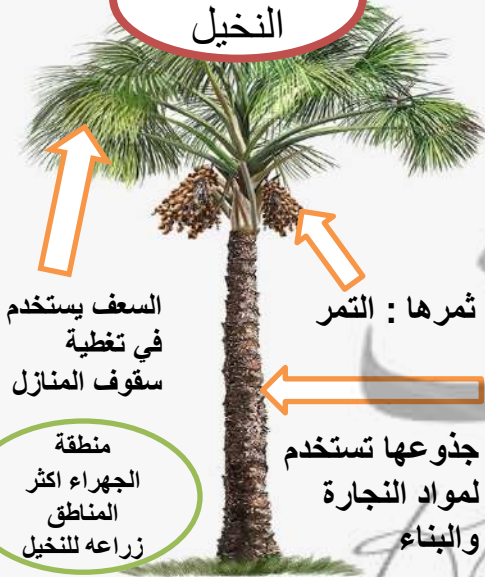 النخيل
ثمرها : التمر
السعف يستخدم
في تغطية
سقوف المنازل
جذوعها تستخدم
لمواد النجارة
والبناء
منطقة
الجهراء اكثر
المناطق
زراعه للنخيل